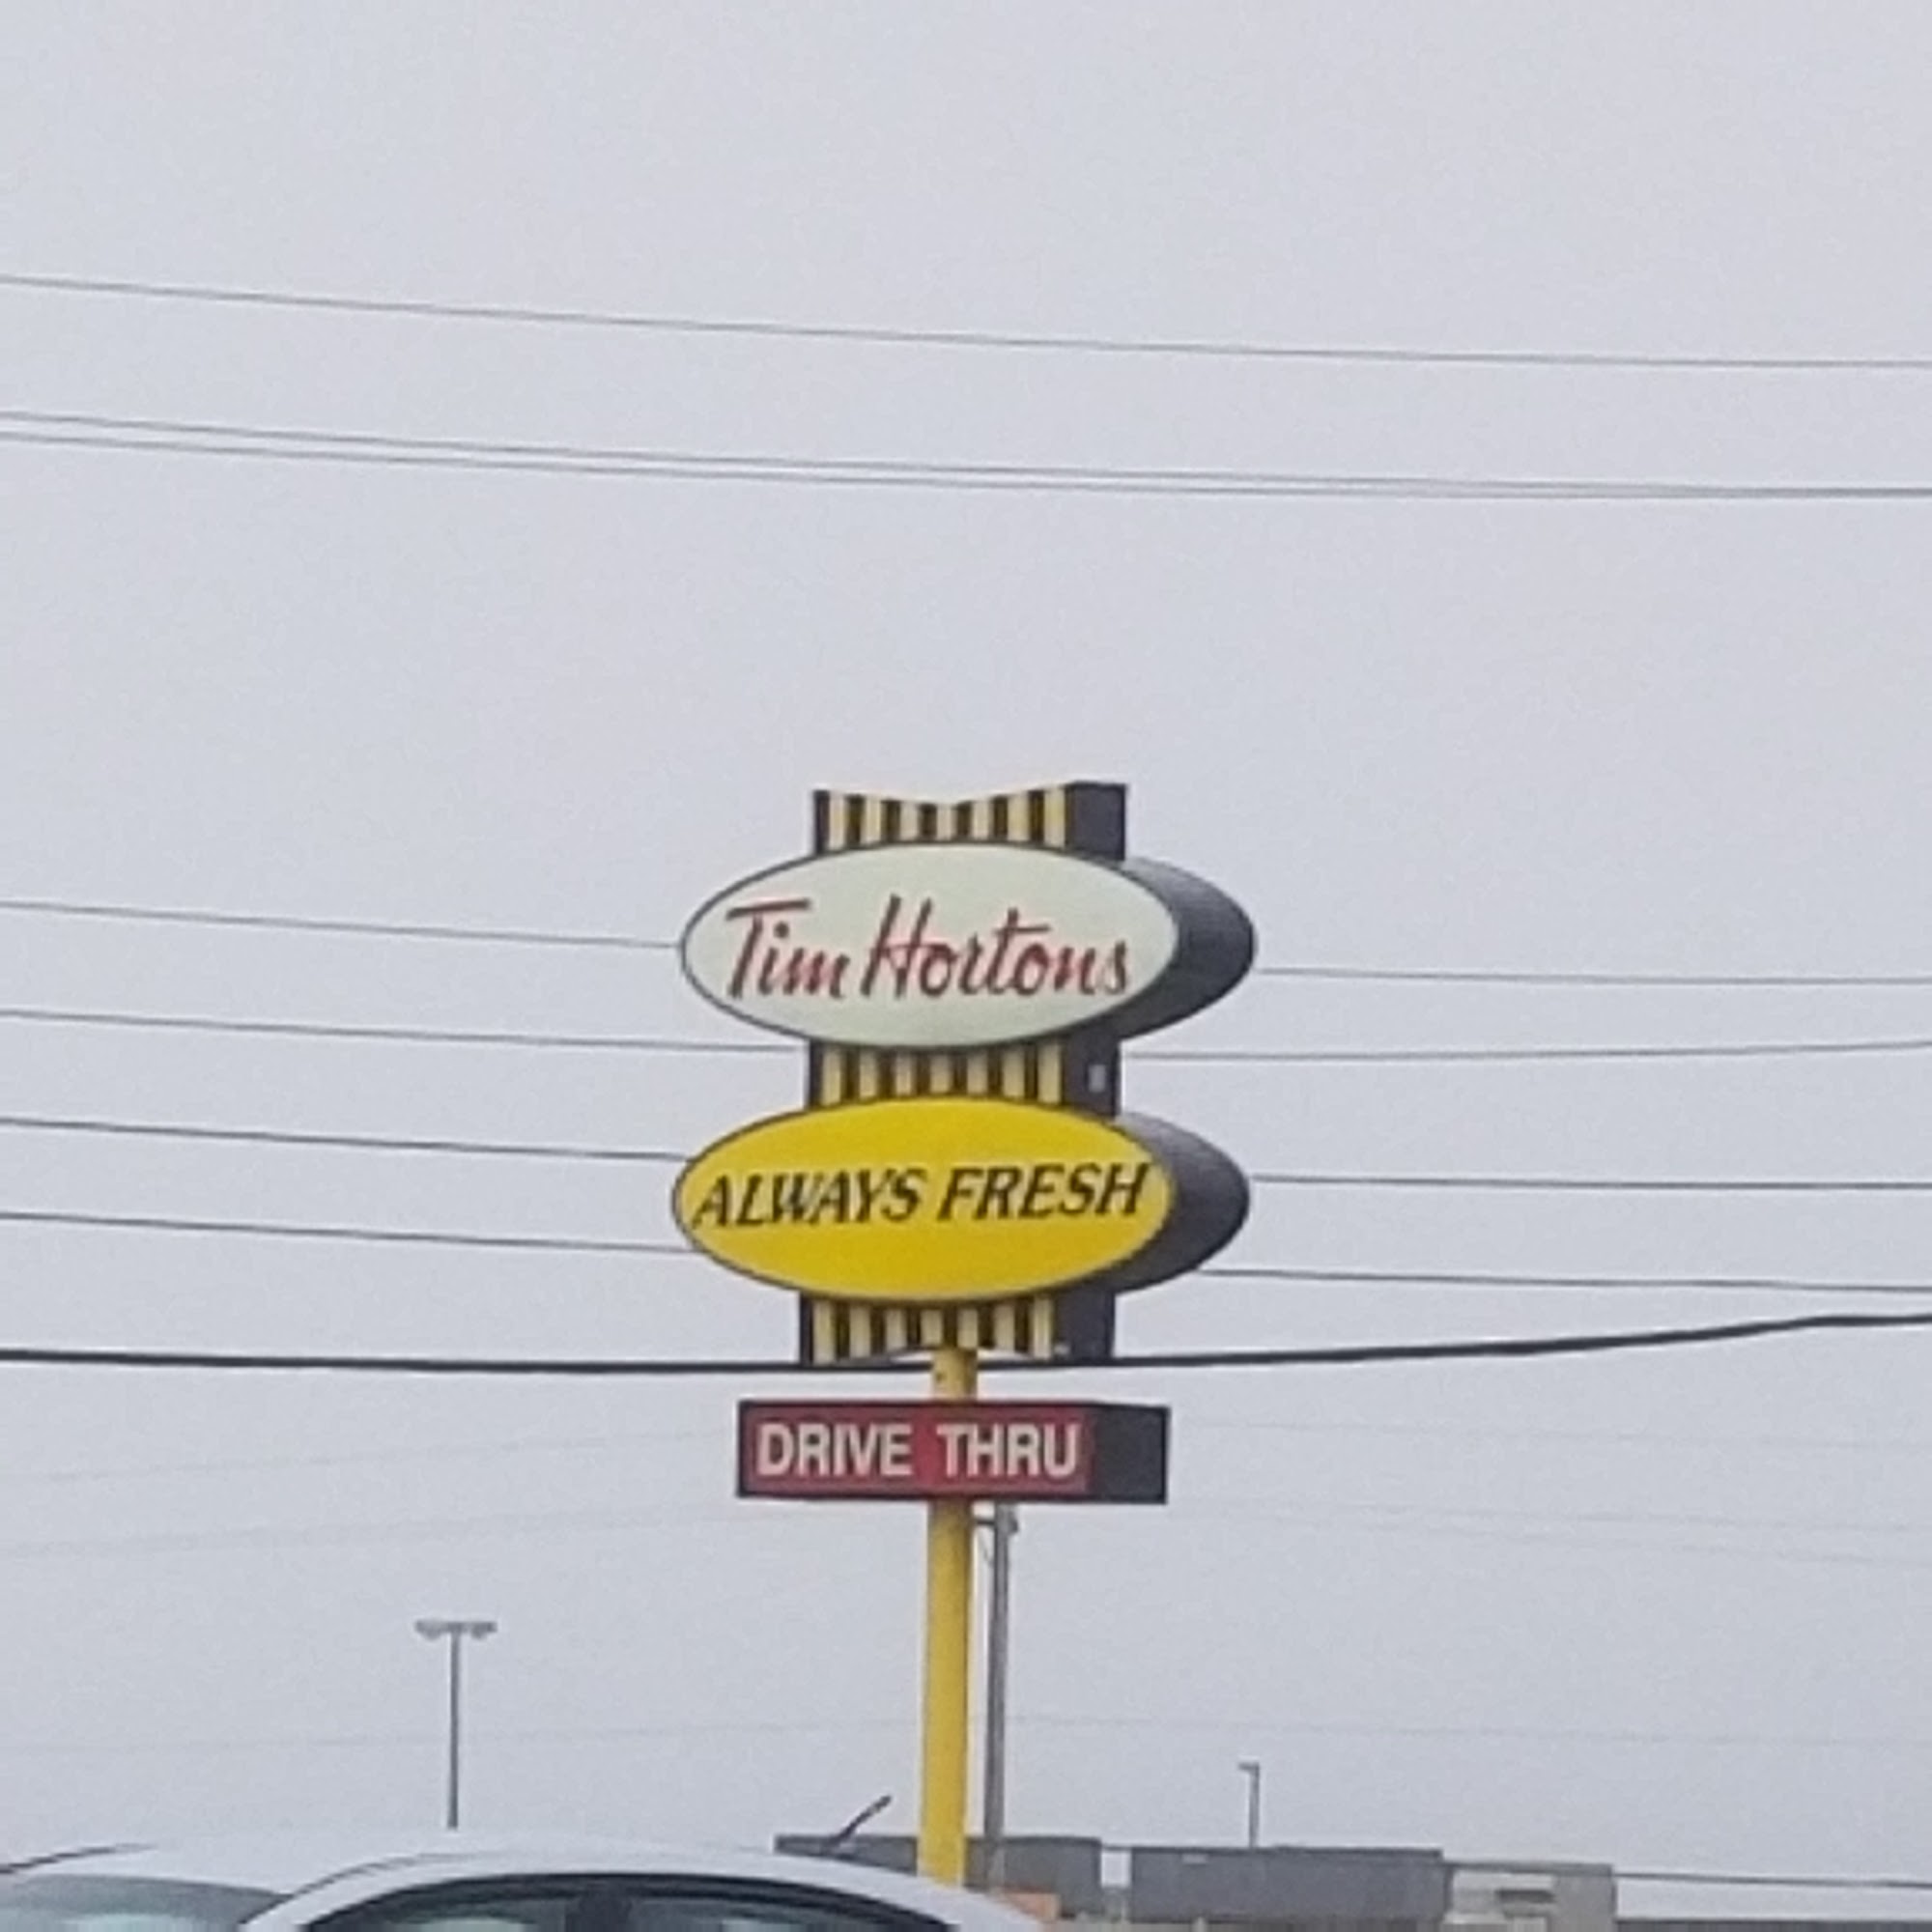 Tim Hortons
ALWAYS FRESH
DRIVE THRU